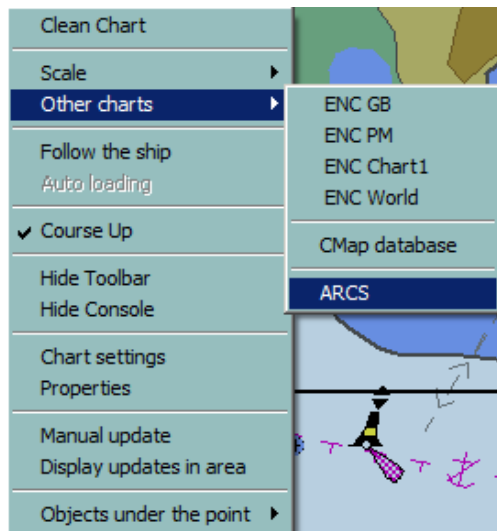 Clean Chart
Scale
Other charts
Follow the ship
Auto loading
Course Up
Hide Toolbar
Hide Console
Chart settings
Properties
Manual update
Display updates in area
Objects under the point
ENC GB
ENC PM
ENC Chart1
ENC World
CMap database
ARCS